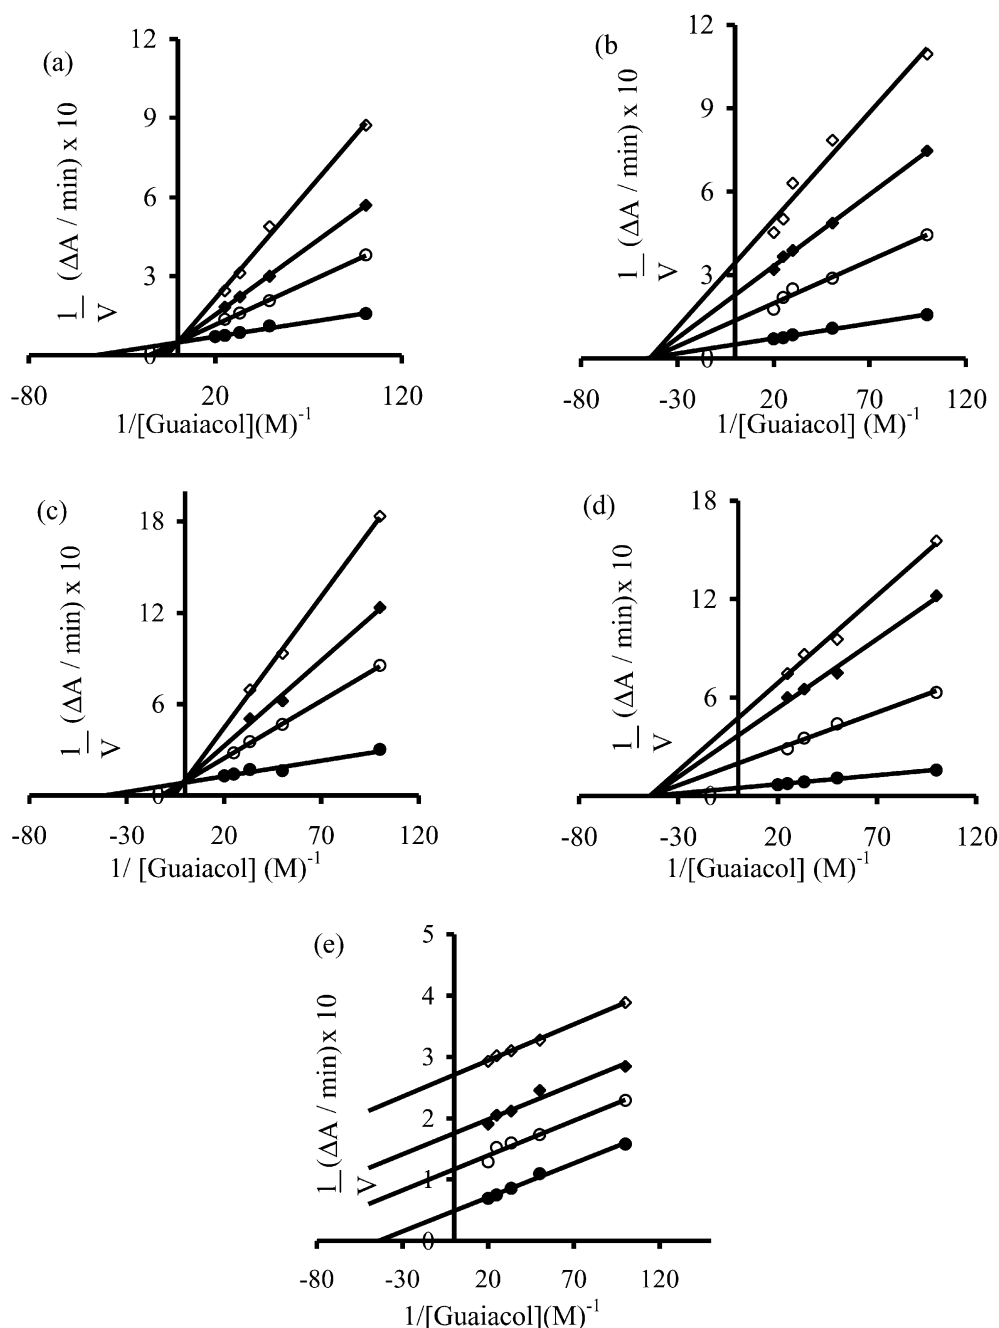 (a)
12
9
6
3
0
1 (ΔA / min) x 10
V
-80 20 120
1/[Guaiacol](M)-1
(b)
12
9
6
3
0
1 (ΔA / min) x 10
V
-80 -30 20 70 120
1/[Guaiacol] (M)-1
(c)
18
12
6
0
1 (ΔA / min) x 10
V
-80 -30 20 70 120
1/ [Guaiacol] (M)-1
(d)
18
12
6
0
1 (ΔA / min) x 10
V
-80 -30 20 70 120
1/[Guaiacol] (M)-1
(e)
5
4
3
2
1
0
1 (ΔA / min) x 10
V
-80 -30 20 70 120
1/[Guaiacol](M)-1